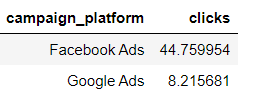 campaign_platform clicks
Facebook Ads 44.759954
Google Ads 8.215681